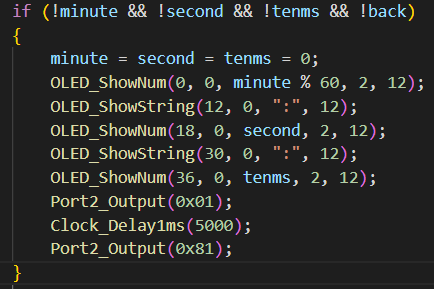 if (!minute && !second && !tenms && !back)
{
    minute = second = tenms = 0;
    OLED_ShowNum(0, 0, minute % 60, 2, 12);
    OLED_ShowString(12, 0, ":", 12);
    OLED_ShowNum(18, 0, second, 2, 12);
    OLED_ShowString(30, 0, ":", 12);
    OLED_ShowNum(36, 0, tenms, 2, 12);
    Port2_Output(0x01);
    Clock_Delay1ms(5000);
    Port2_Output(0x81);
}